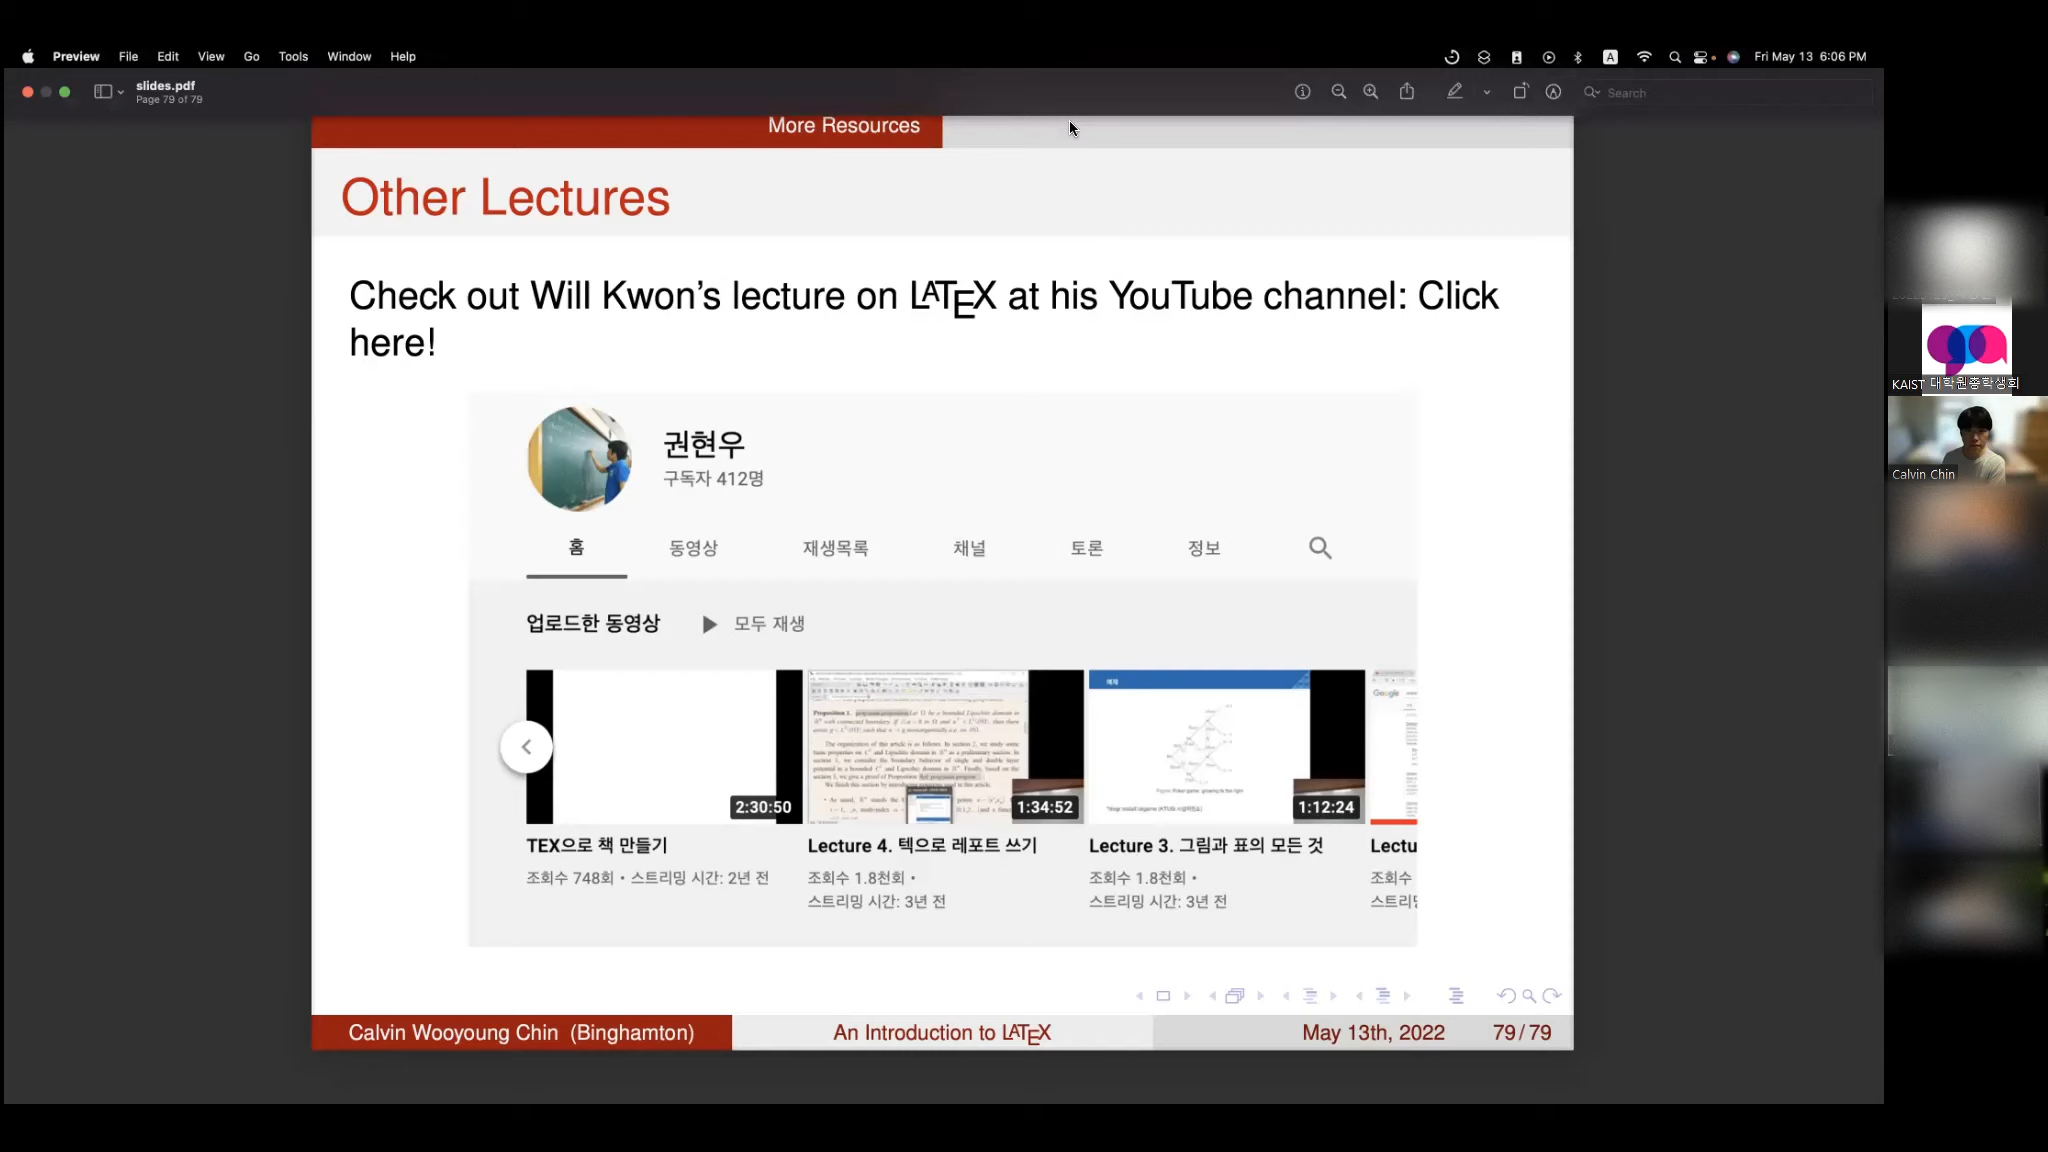 Preview File Edit View Go Tools Window Help
A
Fri May 13 6:06 PM
slides.pdf
Page 79 of 79
Search
More Resources
Other Lectures
Check out Will Kwon's lecture on LATEX at his YouTube channel: Click
here!
권현우
구독자 412명
홈 동영상 재생목록 채널 토론 정보
업로드한 동영상 ▶ 모두 재생
예제
Google
2:30:50 1:34:52 1:12:24
TEX으로 책 만들기 Lecture 4. 텍으로 레포트 쓰기 Lecture 3. 그림과 표의 모든 것 Lectu
조회수 748회 • 스트리밍 시간: 2년 전 조회수 1.8천회 • 조회수 1.8천회 • 조회수
스트리밍 시간: 3년 전 스트리밍 시간: 3년 전 스트리밍
Calvin Wooyoung Chin (Binghamton) An Introduction to LATEX May 13th, 2022 79/79
KAIST 대학원총학생회
Calvin Chin